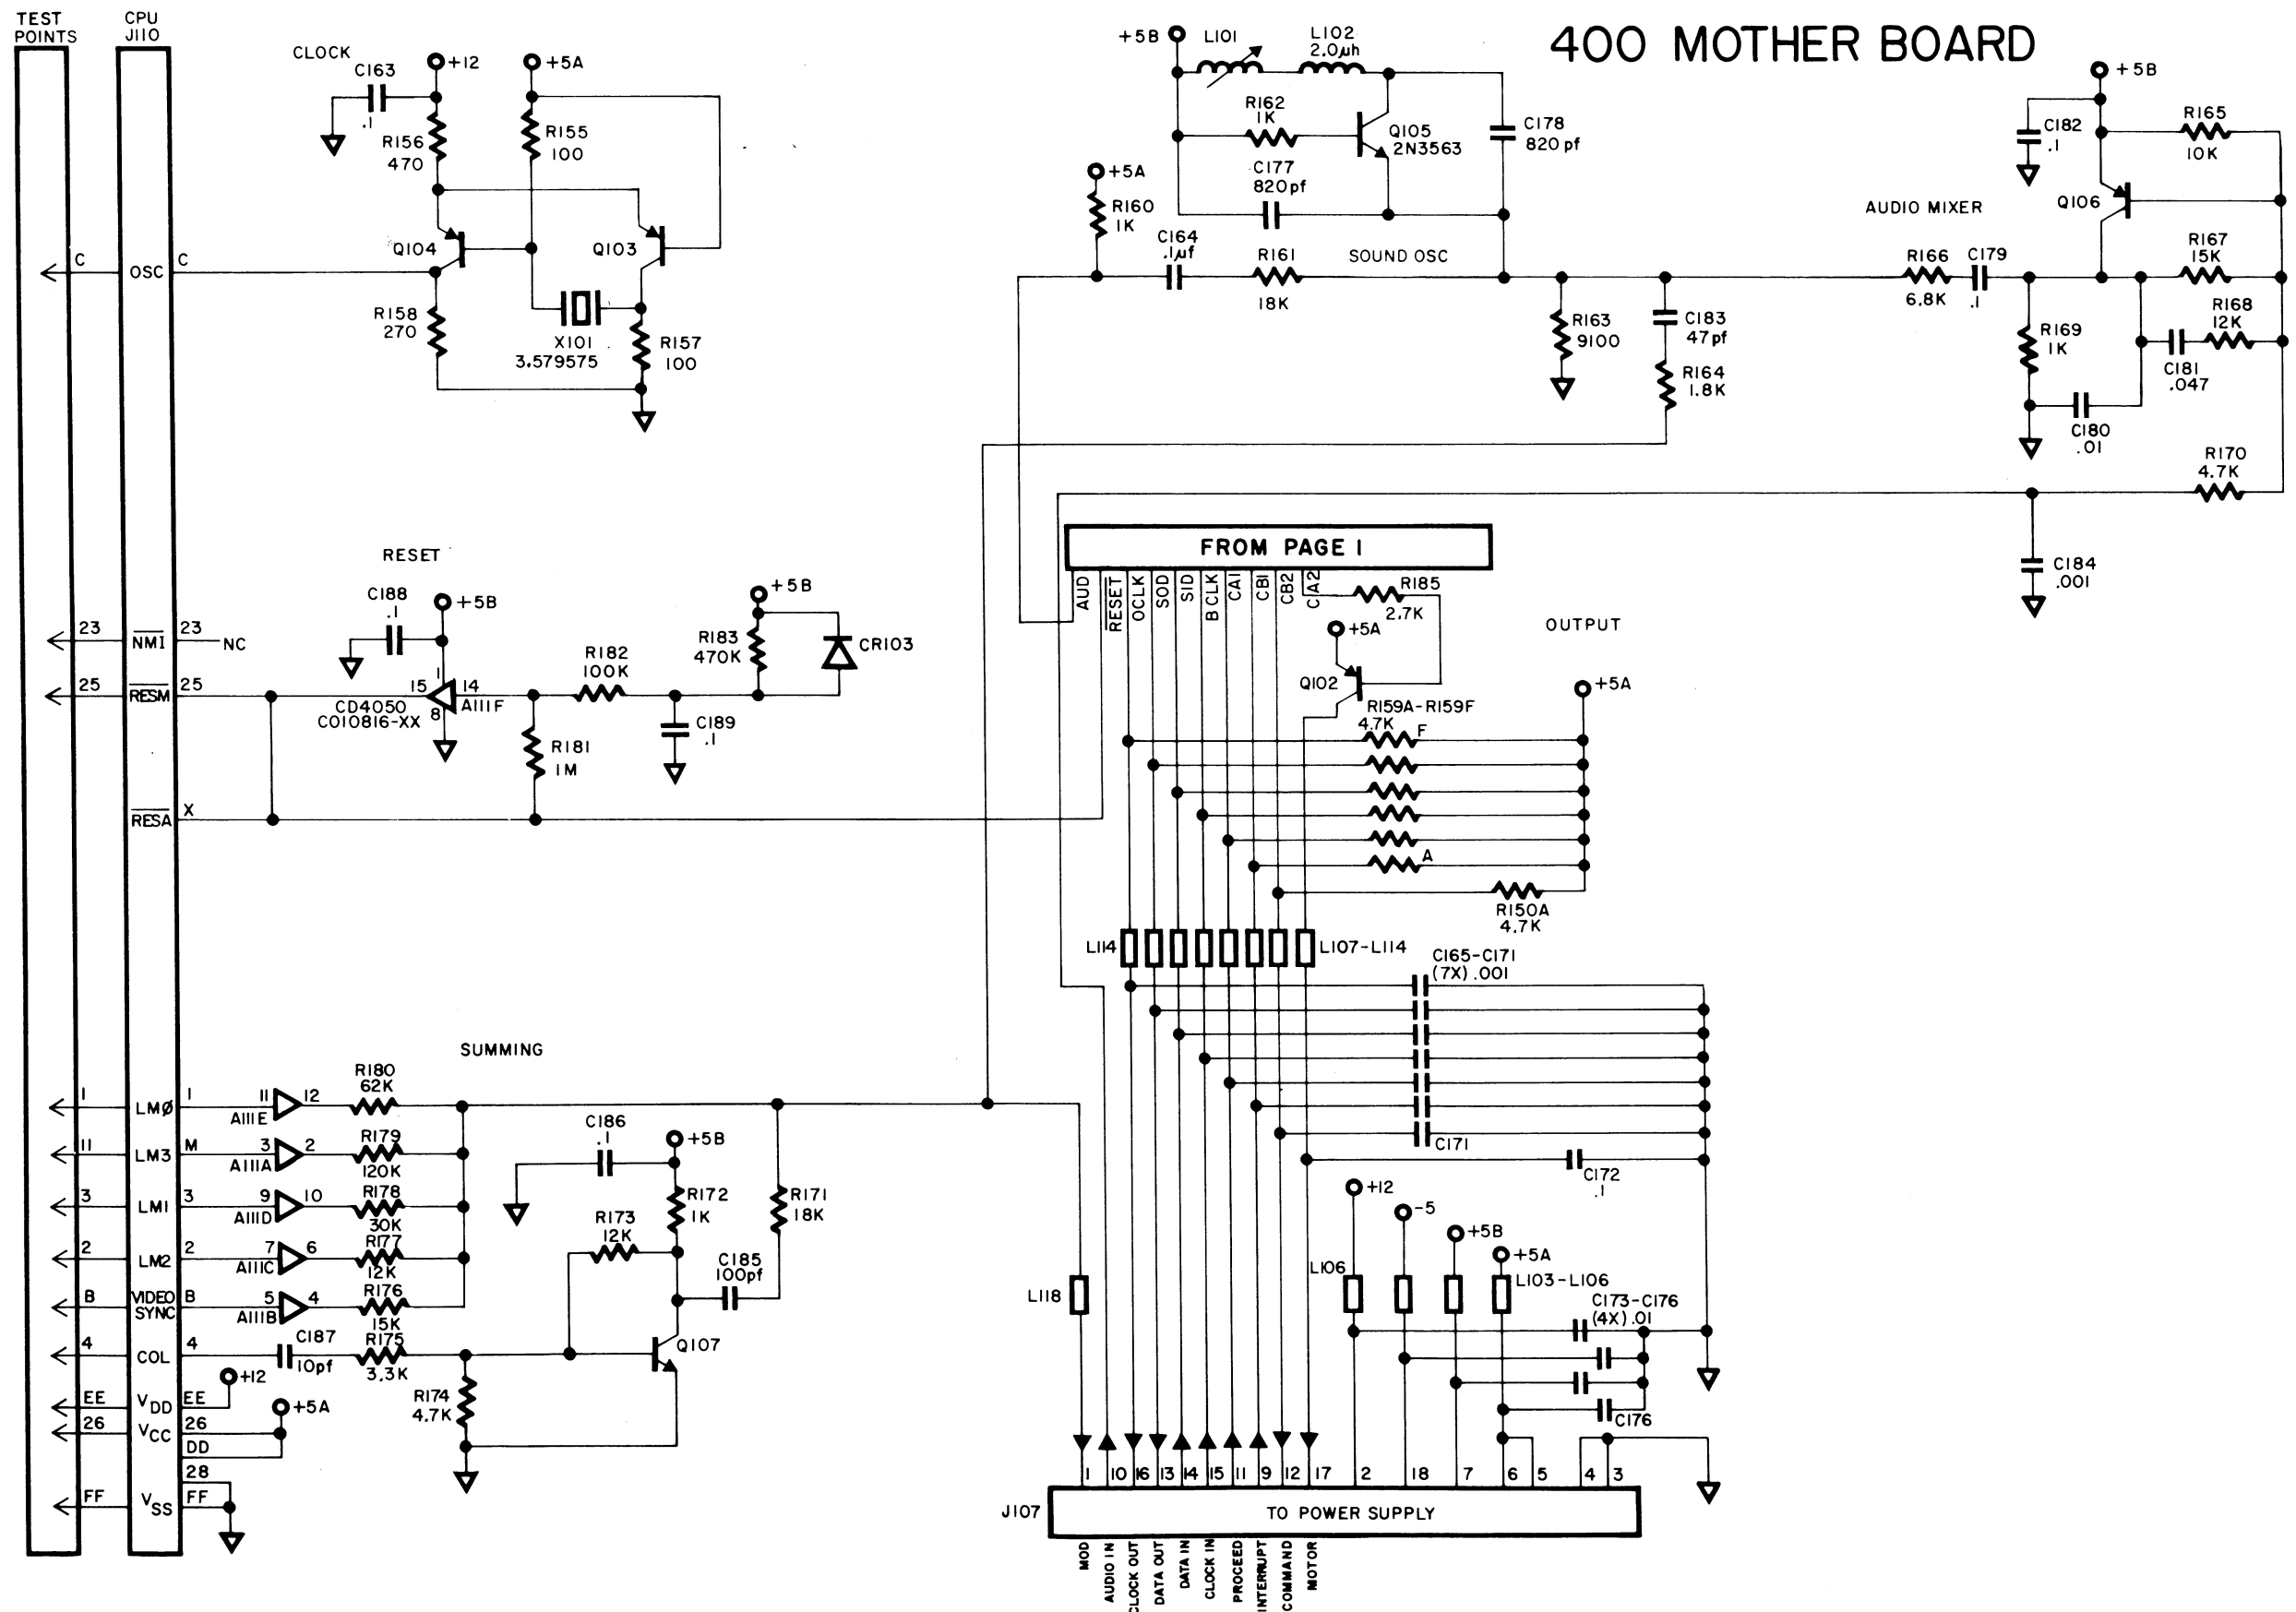 400 MOTHER BOARD
TEST
POINTS
CPU
J110
CLOCK
C163
.1
+12
+5A
R156
470
R155
100
Q104
Q103
C
OSC
C
R158
270
X101
3.579575
R157
100
+5B
L101
L102
2.0µh
R162
1K
Q105
2N3563
C178
820pf
C177
820pf
+5A
R160
1K
C164
.1µf
R161
18K
SOUND OSC
R163
9100
C183
47pf
R164
1.8K
AUDIO MIXER
+5B
C182
.1
R165
10K
Q106
R166
6.8K
C179
.1
R167
15K
R168
12K
R169
1K
C181
.047
C180
.01
R170
4.7K
C184
.001
RESET
C188
.1
+5B
+5B
R183
470K
CR103
R182
100K
23
NMI
23
NC
25
RESM
25
15
1
14
8
A111F
CD4050
C010816-XX
C189
.1
R181
1M
RESA
X
FROM PAGE 1
AUD
RESET
OCLK
SOD
SID
B CLK
CA1
CB1
CB2
CA2
R185
2.7K
+5A
Q102
OUTPUT
+5A
R159A-R159F
4.7K
F
A
R150A
4.7K
L114
L107-L114
C165-C171
(7X).001
C171
C172
.1
SUMMING
1
LMØ
1
11
12
A111E
R180
62K
11
LM3
M
3
2
A111A
R179
120K
3
LM1
3
9
10
A111D
R178
30K
2
LM2
2
7
6
A111C
R177
12K
B
VIDEO
SYNC
B
5
4
A111B
R176
15K
4
COL
4
C187
10pf
R175
3.3K
EE
VDD
EE
+12
26
VCC
26
+5A
DD
28
FF
VSS
FF
C186
.1
+5B
R172
1K
R171
18K
R173
12K
C185
100pf
Q107
R174
4.7K
L118
+12
-5
+5B
+5A
L106
L103-L106
C173-C176
(4X).01
C176
1
10
16
13
14
15
11
9
12
17
2
18
7
6
5
4
3
J107
TO POWER SUPPLY
MOD
AUDIO IN
CLOCK OUT
DATA OUT
DATA IN
CLOCK IN
PROCEED
INTERRUPT
COMMAND
MOTOR